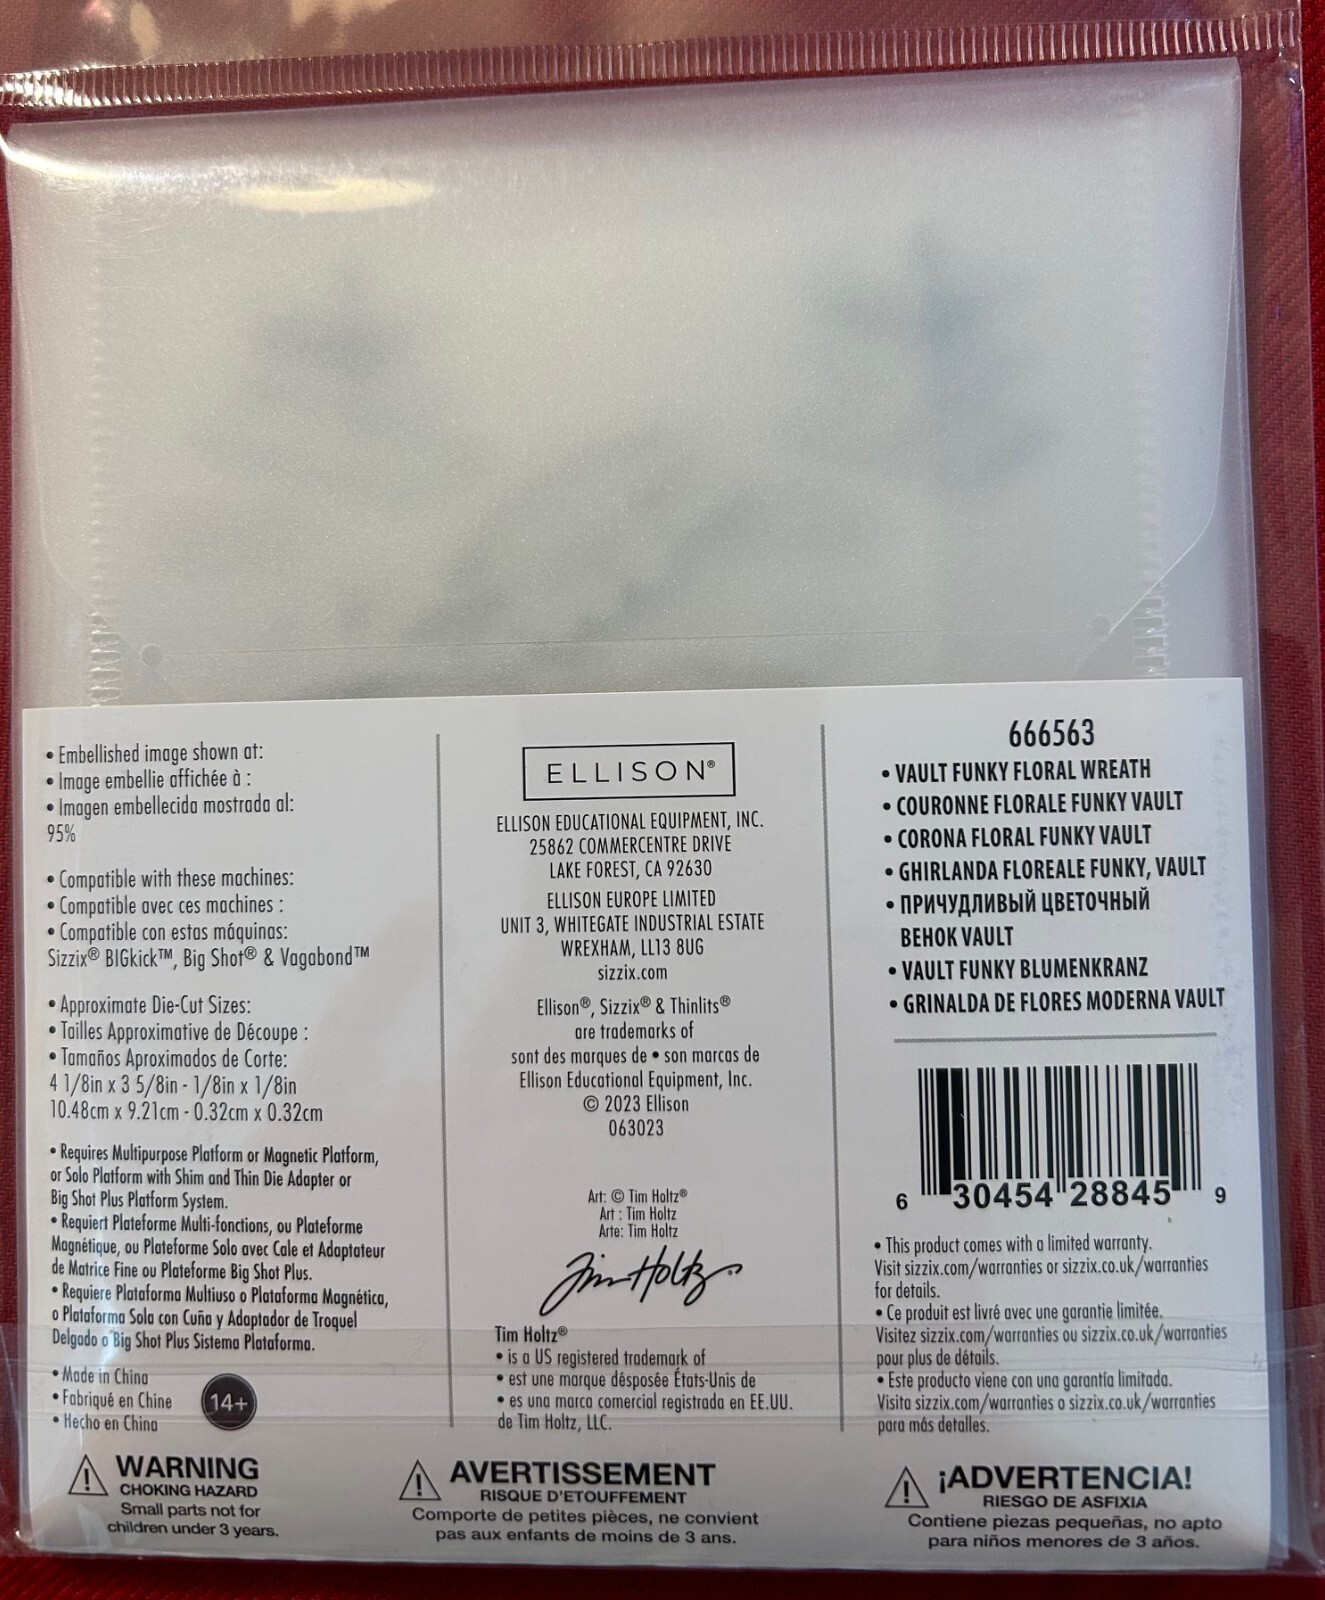 • Embellished image shown at:
• Image embellie affichée à :
• Imagen embellecida mostrada al:
95%
• Compatible with these machines:
• Compatible avec ces machines :
• Compatible con estas máquinas:
Sizzix® BIGkick™, Big Shot® & Vagabond™
• Approximate Die-Cut Sizes:
• Tailles Approximative de Découpe :
• Tamaños Aproximados de Corte:
4 1/8in x 3 5/8in - 1/8in x 1/8in
10.48cm x 9.21cm - 0.32cm x 0.32cm
• Requires Multipurpose Platform or Magnetic Platform,
or Solo Platform with Shim and Thin Die Adapter or
Big Shot Plus Platform System.
• Requiert Plateforme Multi-fonctions, ou Plateforme
Magnétique, ou Plateforme Solo avec Cale et Adaptateur
de Matrice Fine ou Plateforme Big Shot Plus.
• Requiere Plataforma Multiuso o Plataforma Magnética,
o Plataforma Sola con Cuña y Adaptador de Troquel
Delgado o Big Shot Plus Sistema Plataforma.
• Made in China
• Fabriqué en Chine
• Hecho en China
14+
ELLISON®
ELLISON EDUCATIONAL EQUIPMENT, INC.
25862 COMMERCENTRE DRIVE
LAKE FOREST, CA 92630
ELLISON EUROPE LIMITED
UNIT 3, WHITEGATE INDUSTRIAL ESTATE
WREXHAM, LL13 8UG
sizzix.com
Ellison®, Sizzix® & Thinlits®
are trademarks of
sont des marques de • son marcas de
Ellison Educational Equipment, Inc.
© 2023 Ellison
063023
Art: © Tim Holtz®
Art : Tim Holtz
Arte: Tim Holtz
Tim Holtz
Tim Holtz®
• is a US registered trademark of
• est une marque désposée États-Unis de
• es una marca comercial registrada en EE.UU.
de Tim Holtz, LLC.
666563
• VAULT FUNKY FLORAL WREATH
• COURONNE FLORALE FUNKY VAULT
• CORONA FLORAL FUNKY VAULT
• GHIRLANDA FLOREALE FUNKY, VAULT
• ПРИЧУДЛИВЫЙ ЦВЕТОЧНЫЙ
ВЕНОК VAULT
• VAULT FUNKY BLUMENKRANZ
• GRINALDA DE FLORES MODERNA VAULT
6 30454 28845 9
• This product comes with a limited warranty.
Visit sizzix.com/warranties or sizzix.co.uk/warranties
for details.
• Ce produit est livré avec une garantie limitée.
Visitez sizzix.com/warranties ou sizzix.co.uk/warranties
pour plus de détails.
• Este producto viene con una garantía limitada.
Visita sizzix.com/warranties o sizzix.co.uk/warranties
para más detalles.
WARNING
CHOKING HAZARD
Small parts not for
children under 3 years.
AVERTISSEMENT
RISQUE D'ETOUFFEMENT
Comporte de petites pièces, ne convient
pas aux enfants de moins de 3 ans.
¡ADVERTENCIA!
RIESGO DE ASFIXIA
Contiene piezas pequeñas, no apto
para niños menores de 3 años.